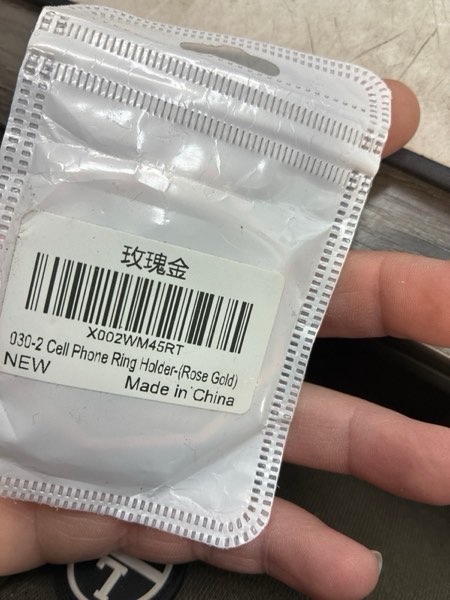 玫瑰金
X002WM45RT
030-2 Cell Phone Ring Holder-(Rose Gold)
NEW
Made in China